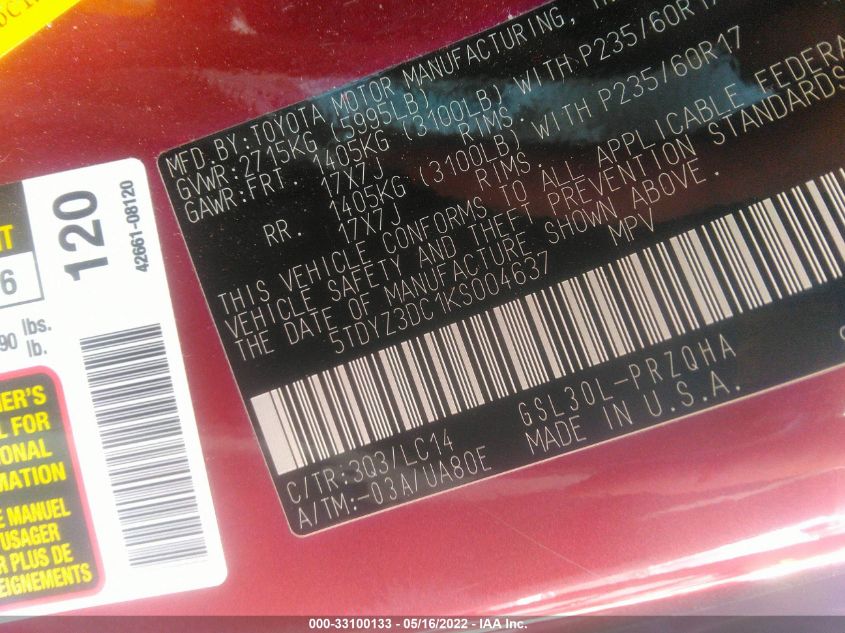 MFD.BY:TOYOTA MOTOR MANUFACTURING,
GVWR:2715KG (5995LB)
GAWR:FRT. 1405KG (3100LB) WITH P235/60R17
17X7J RIMS.
RR. 1405KG (3100LB) WITH P235/60R17
17X7J RIMS.
THIS VEHICLE CONFORMS TO ALL APPLICABLE FEDERA
VEHICLE SAFETY AND THEFT PREVENTION STANDARDS
THE DATE OF MANUFACTURE SHOWN ABOVE.
5TDYZ3DC1KS004637 MPV
C/TR:3Q3/LC14 GSL30L-PRZQHA
A/TM:-03A/UA80E MADE IN U.S.A.
120
42661-08120
6
90 lbs.
lb.
ER'S
L FOR
IONAL
MATION
E MANUEL
USAGER
R PLUS DE
EIGNEMENTS
000-33100133 - 05/16/2022 - IAA Inc.